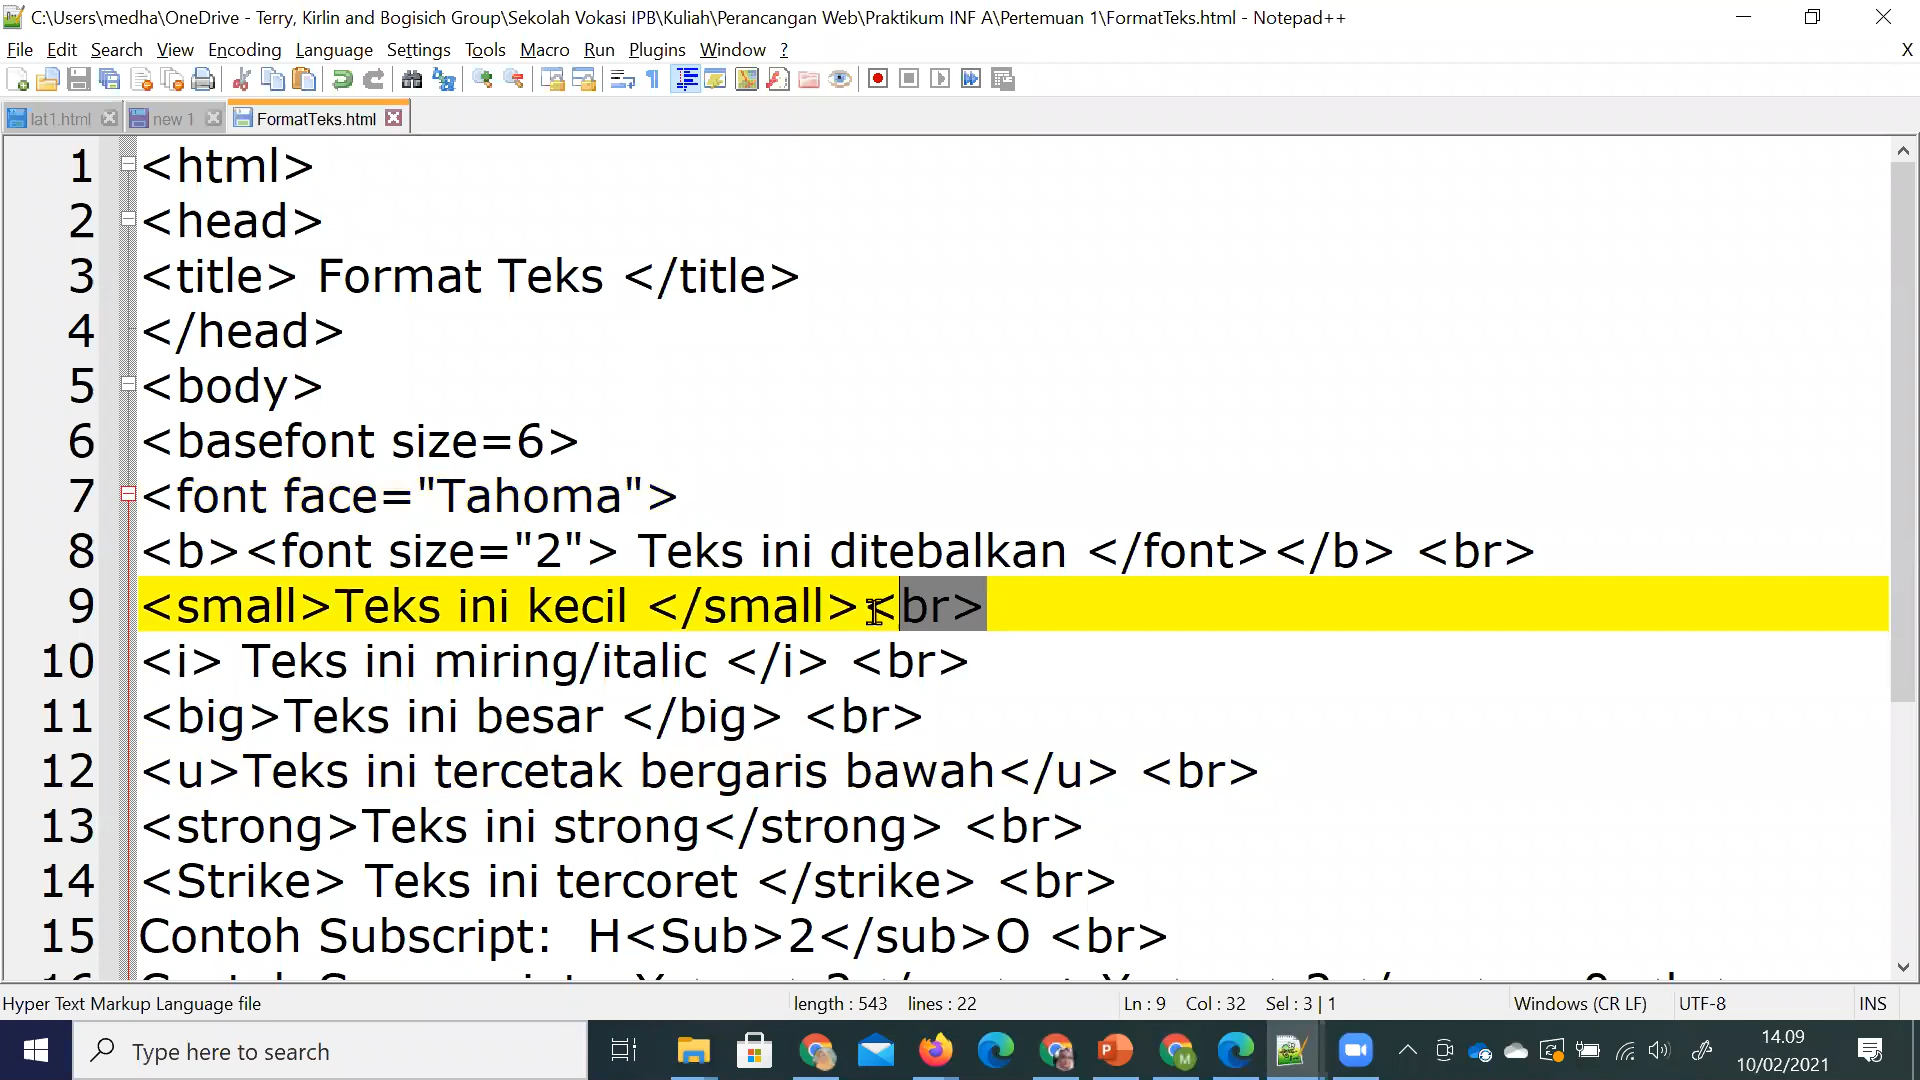 C:\Users\medha\OneDrive - Terry, Kirlin and Bogisich Group\Sekolah Vokasi IPB\Kuliah\Perancangan Web\Praktikum INF A\Pertemuan 1\FormatTeks.html - Notepad++
File Edit Search View Encoding Language Settings Tools Macro Run Plugins Window ? X
lat1.html new 1 FormatTeks.html
1 <html>
2 <head>
3 <title> Format Teks </title>
4 </head>
5 <body>
6 <basefont size=6>
7 <font face="Tahoma">
8 <b><font size="2"> Teks ini ditebalkan </font></b> <br>
9 <small>Teks ini kecil </small> <br>
10 <i> Teks ini miring/italic </i> <br>
11 <big>Teks ini besar </big> <br>
12 <u>Teks ini tercetak bergaris bawah</u> <br>
13 <strong>Teks ini strong</strong> <br>
14 <Strike> Teks ini tercoret </strike> <br>
15 Contoh Subscript:  H<Sub>2</sub>O <br>
Hyper Text Markup Language file length : 543 lines : 22 Ln : 9 Col : 32 Sel : 3 | 1 Windows (CR LF) UTF-8 INS
Type here to search
14.09
10/02/2021